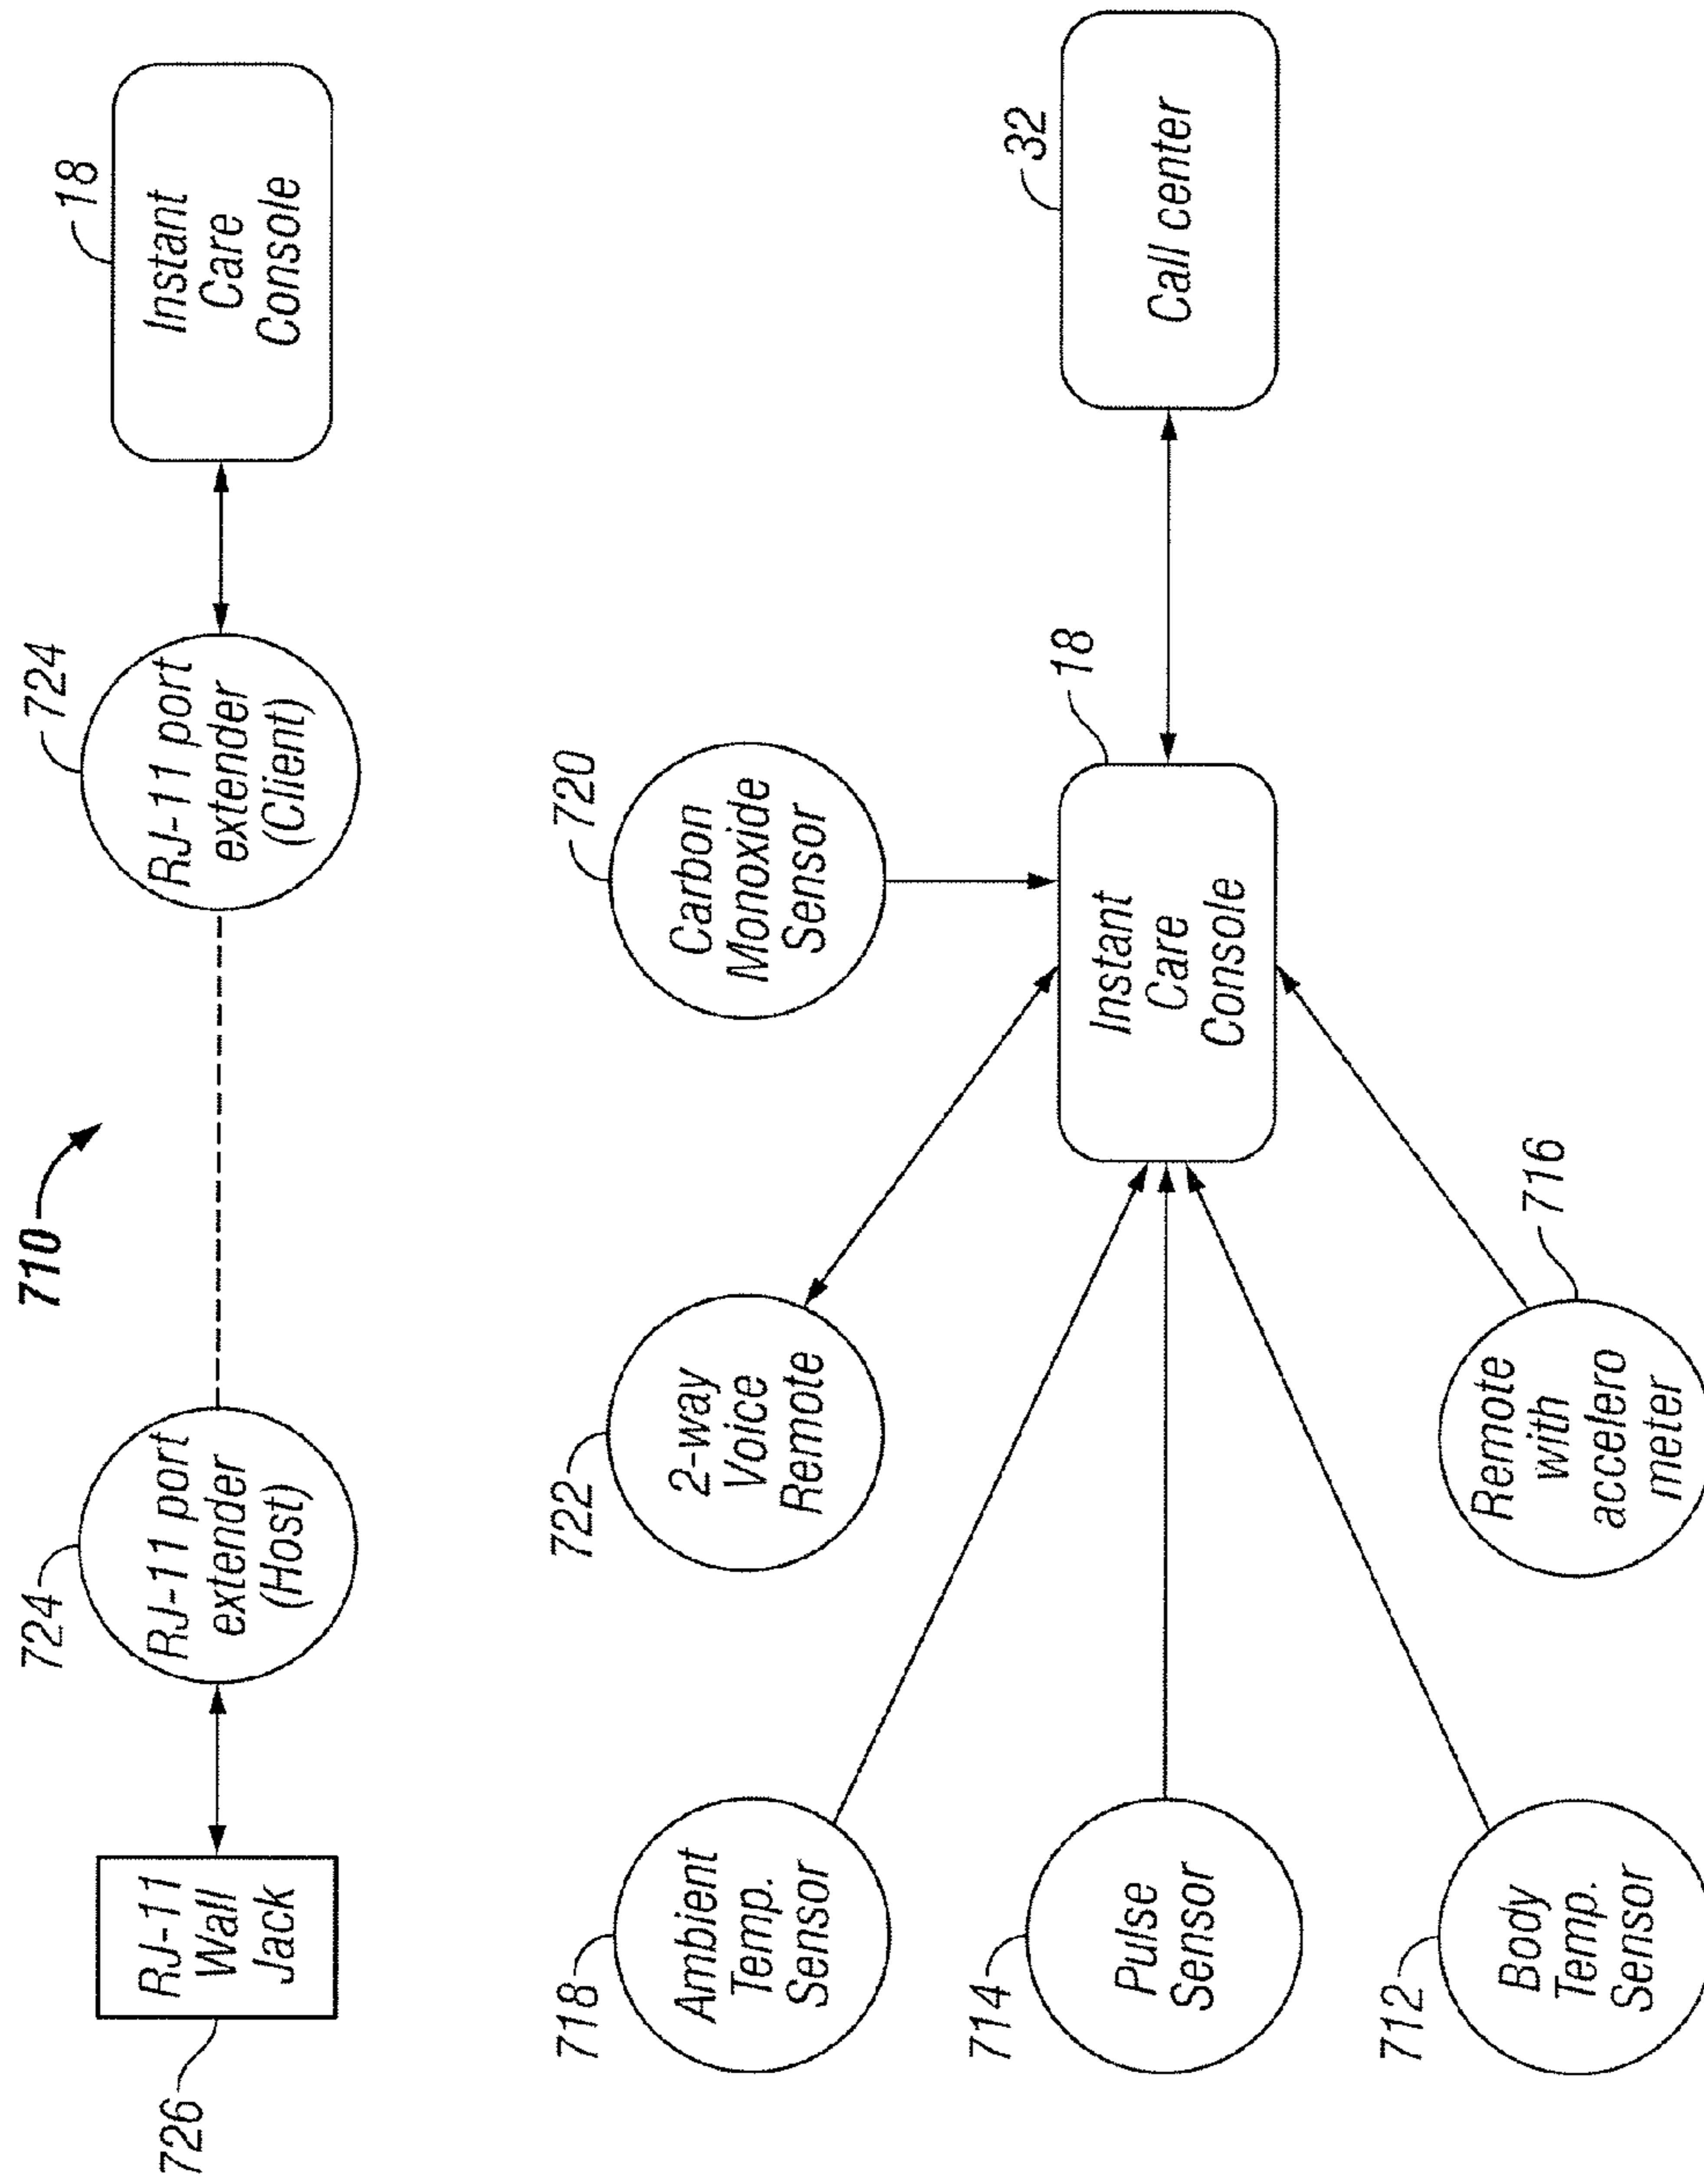 710
726
RJ-11
Wall
Jack
724
RJ-11 port
extender
(Host)
724
RJ-11 port
extender
(Client)
18
Instant
Care
Console
718
Ambient
Temp.
Sensor
722
2-way
Voice
Remote
720
Carbon
Monoxide
Sensor
714
Pulse
Sensor
18
Instant
Care
Console
32
Call center
712
Body
Temp.
Sensor
716
Remote
with
accelero
meter